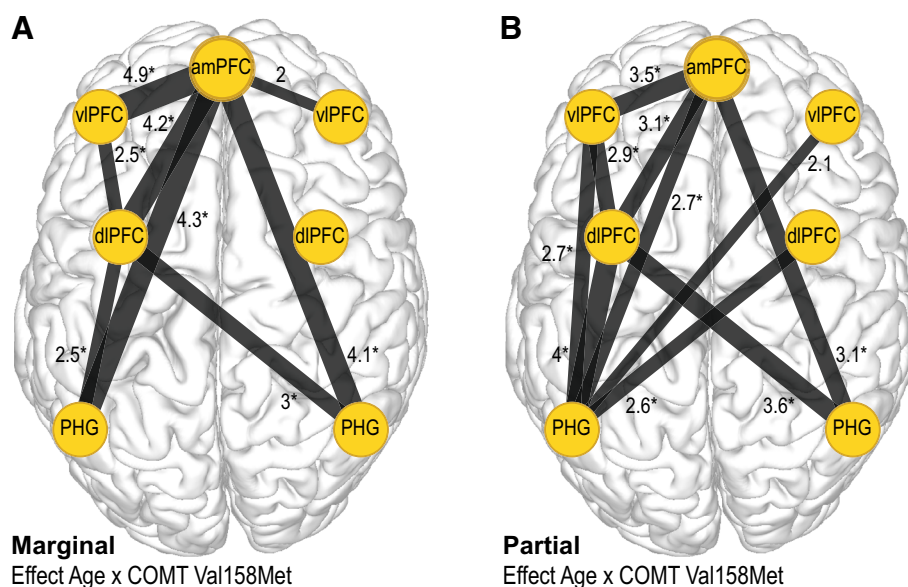 A
amPFC
4.9*
2
vlPFC
vlPFC
4.2*
2.5*
4.3*
dlPFC
dlPFC
2.5*
4.1*
3*
PHG
PHG
Marginal
Effect Age x COMT Val158Met
B
amPFC
3.5*
vlPFC
vlPFC
3.1*
2.9*
2.1
2.7*
dlPFC
dlPFC
2.7*
4*
3.1*
2.6*
3.6*
PHG
PHG
Partial
Effect Age x COMT Val158Met